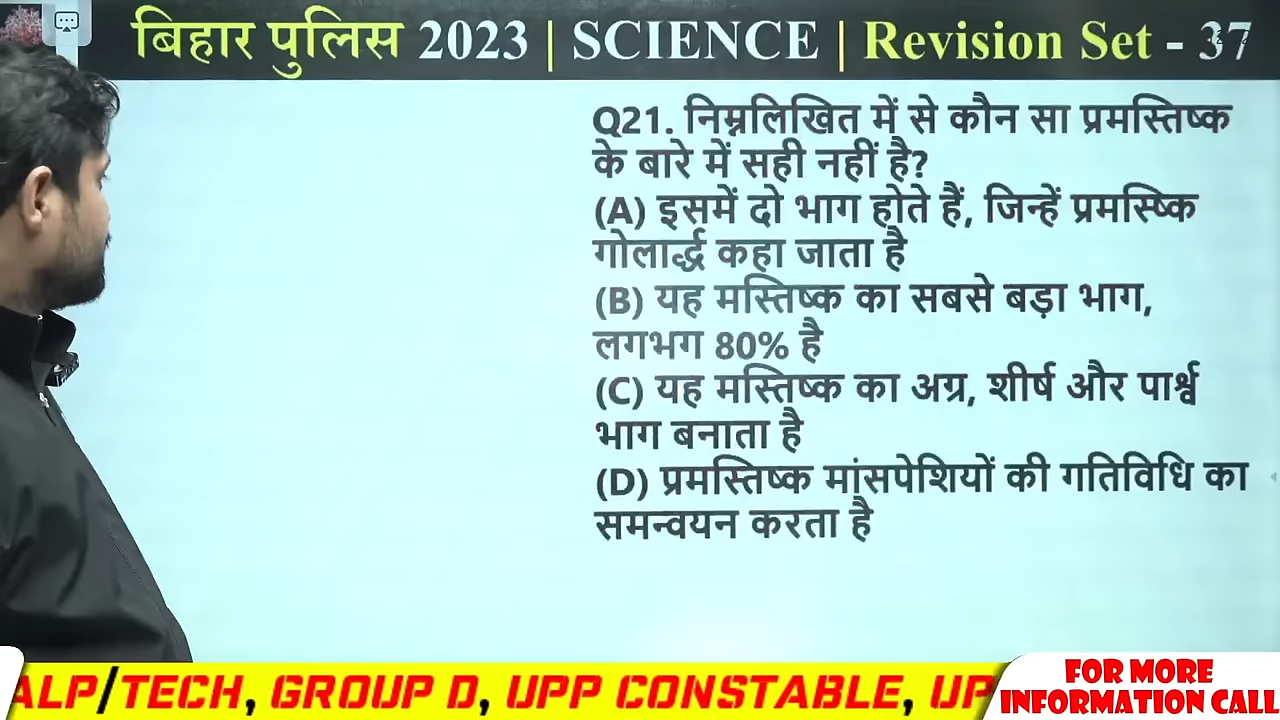 बिहार पुलिस 2023 | SCIENCE | Revision Set - 37
Q21. निम्नलिखित में से कौन सा प्रमस्तिष्क
के बारे में सही नहीं है?
(A) इसमें दो भाग होते हैं, जिन्हें प्रमस्ष्कि
गोलार्द्ध कहा जाता है
(B) यह मस्तिष्क का सबसे बड़ा भाग,
लगभग 80% है
(C) यह मस्तिष्क का अग्र, शीर्ष और पार्श्व
भाग बनाता है
(D) प्रमस्तिष्क मांसपेशियों की गतिविधि का
समन्वयन करता है
ALP/TECH, GROUP D, UPP CONSTABLE, UP
FOR MORE
INFORMATION CALL